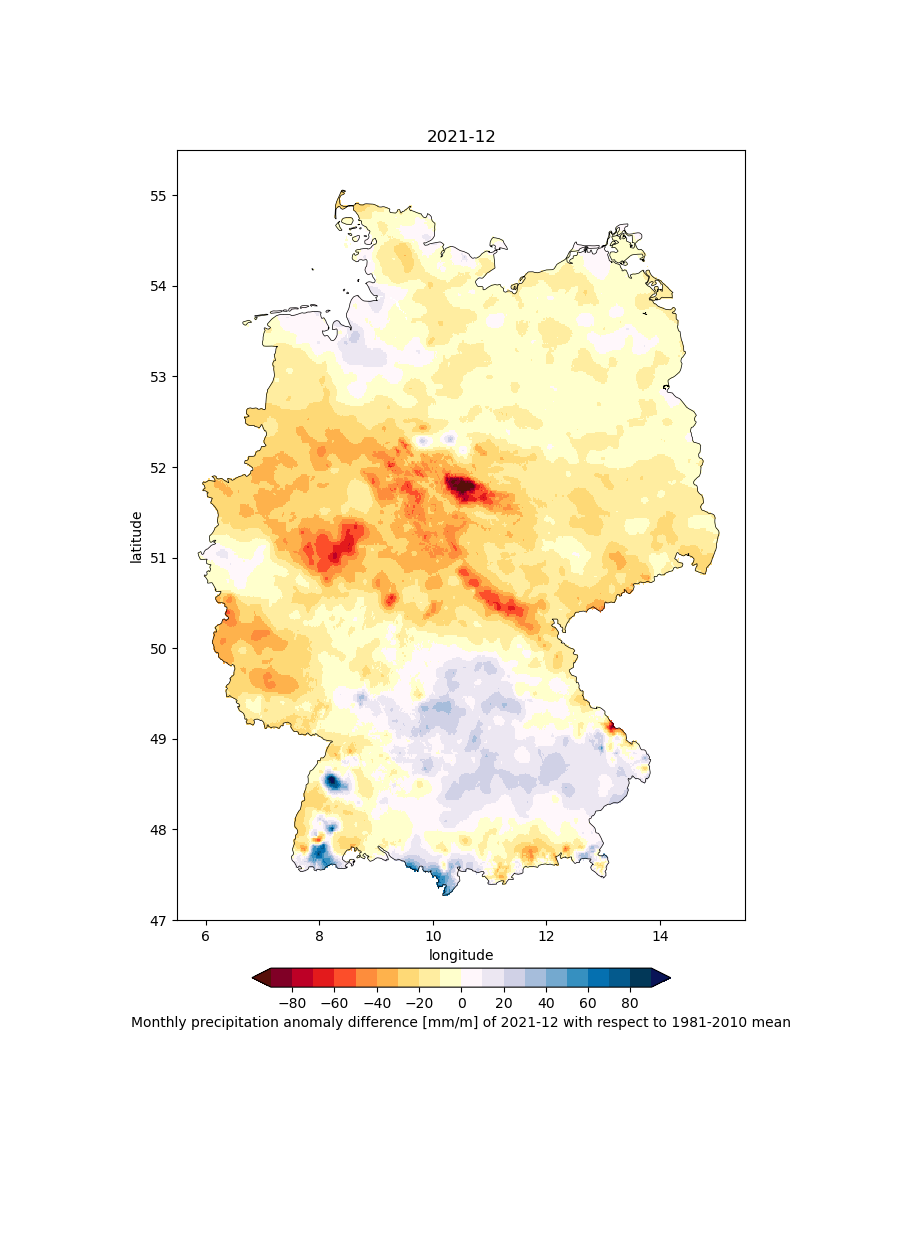 2021-12
55
54
53
52
51
50
49
48
47
latitude
6 8 10 12 14
longitude
−80 −60 −40 −20 0 20 40 60 80
Monthly precipitation anomaly difference [mm/m] of 2021-12 with respect to 1981-2010 mean